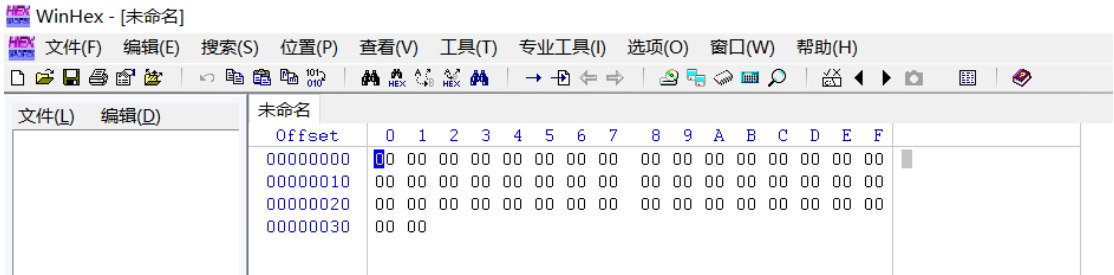 WinHex - [未命名]
文件(F) 编辑(E) 搜索(S) 位置(P) 查看(V) 工具(T) 专业工具(I) 选项(O) 窗口(W) 帮助(H)
文件(L) 编辑(D)
未命名
Offset 0 1 2 3 4 5 6 7 8 9 A B C D E F
00000000 00 00 00 00 00 00 00 00 00 00 00 00 00 00 00 00
00000010 00 00 00 00 00 00 00 00 00 00 00 00 00 00 00 00
00000020 00 00 00 00 00 00 00 00 00 00 00 00 00 00 00 00
00000030 00 00